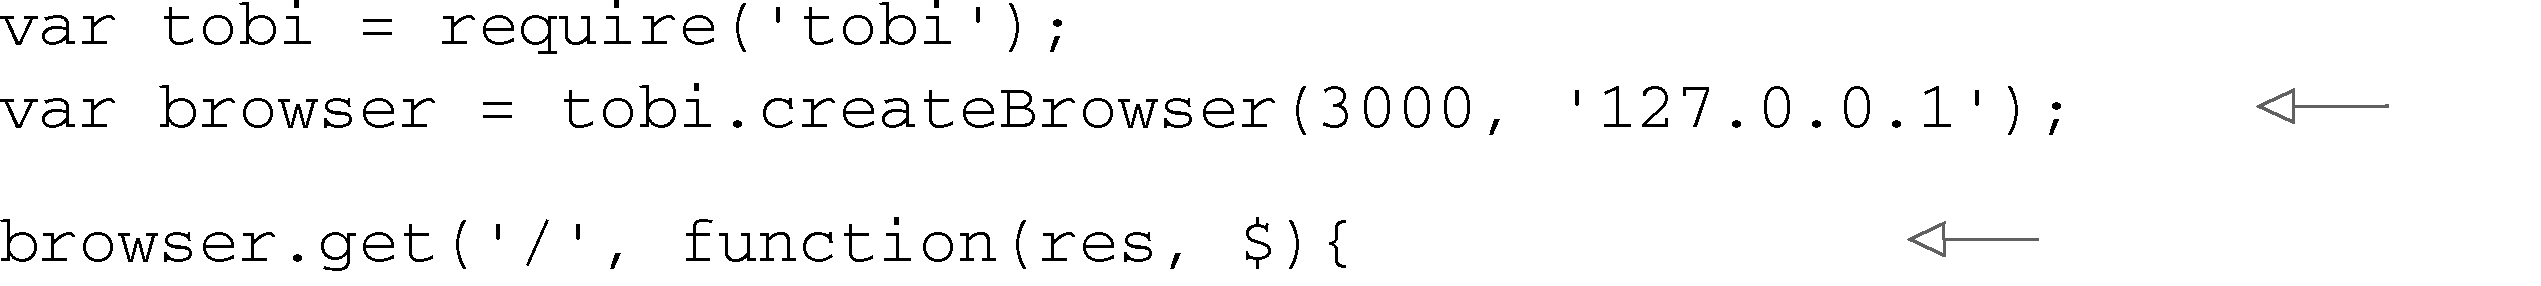 var tobi = require('tobi');
var browser = tobi.createBrowser(3000, '127.0.0.1');
browser.get('/', function(res, $){